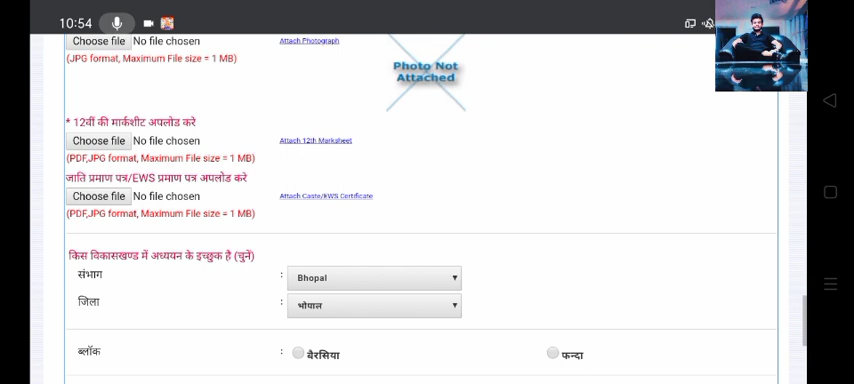 10:54
Choose file No file chosen Attach Photograph
(JPG format, Maximum File size = 1 MB)
Photo Not
Attached
* 12वीं की मार्कशीट अपलोड करे
Choose file No file chosen Attach 12th Marksheet
(PDF,JPG format, Maximum File size = 1 MB)
जाति प्रमाण पत्र/EWS प्रमाण पत्र अपलोड करे
Choose file No file chosen Attach Caste/EWS Certificate
(PDF,JPG format, Maximum File size = 1 MB)
किस विकासखण्ड में अध्ययन के इच्छुक है (चुनें)
संभाग : Bhopal
जिला : भोपाल
ब्लॉक : बैरसिया फन्दा